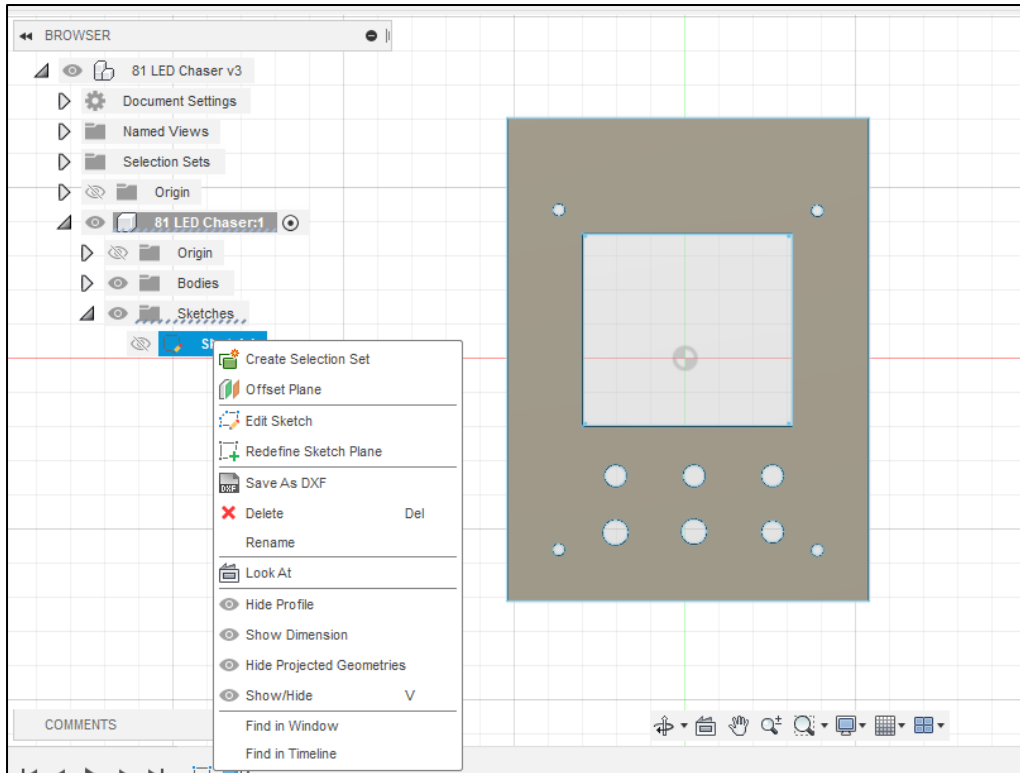 BROWSER
81 LED Chaser v3
Document Settings
Named Views
Selection Sets
Origin
81 LED Chaser:1
Origin
Bodies
Sketches
Create Selection Set
Offset Plane
Edit Sketch
Redefine Sketch Plane
DXF Save As DXF
Delete Del
Rename
Look At
Hide Profile
Show Dimension
Hide Projected Geometries
Show/Hide V
Find in Window
Find in Timeline
COMMENTS